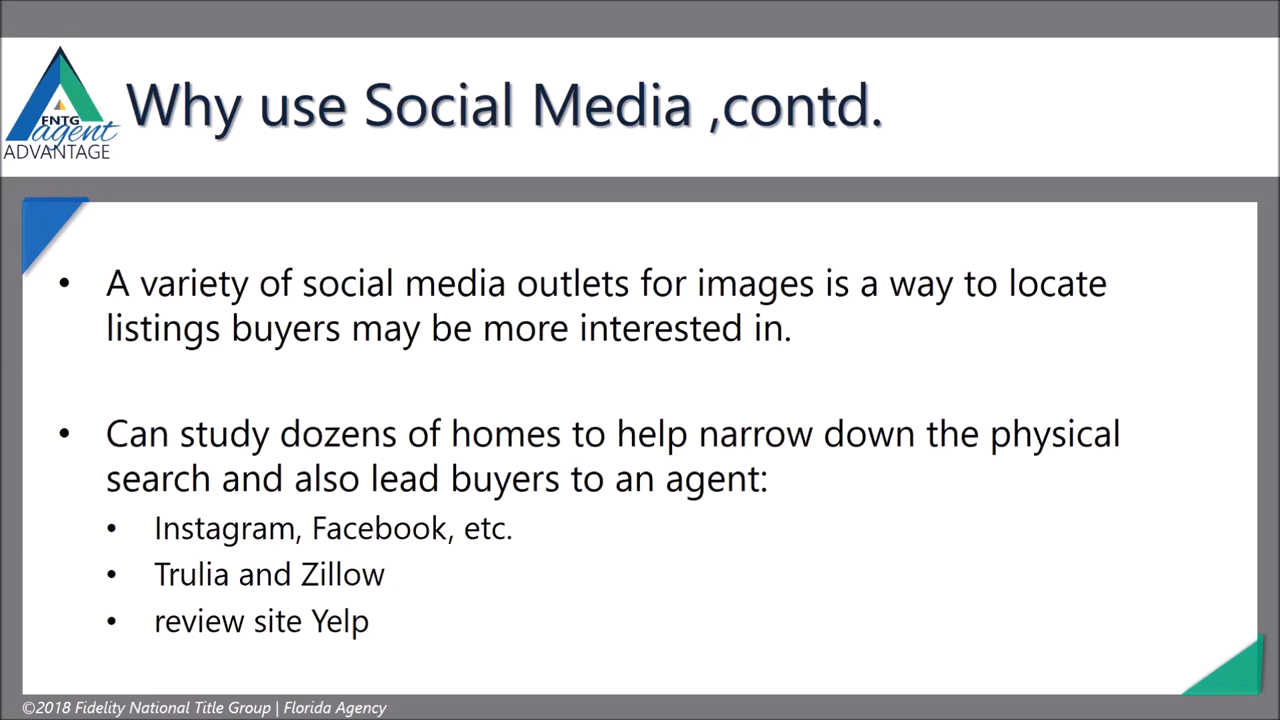 FNTG
agent
ADVANTAGE
Why use Social Media ,contd.
• A variety of social media outlets for images is a way to locate
listings buyers may be more interested in.
• Can study dozens of homes to help narrow down the physical
search and also lead buyers to an agent:
• Instagram, Facebook, etc.
• Trulia and Zillow
• review site Yelp
©2018 Fidelity National Title Group | Florida Agency